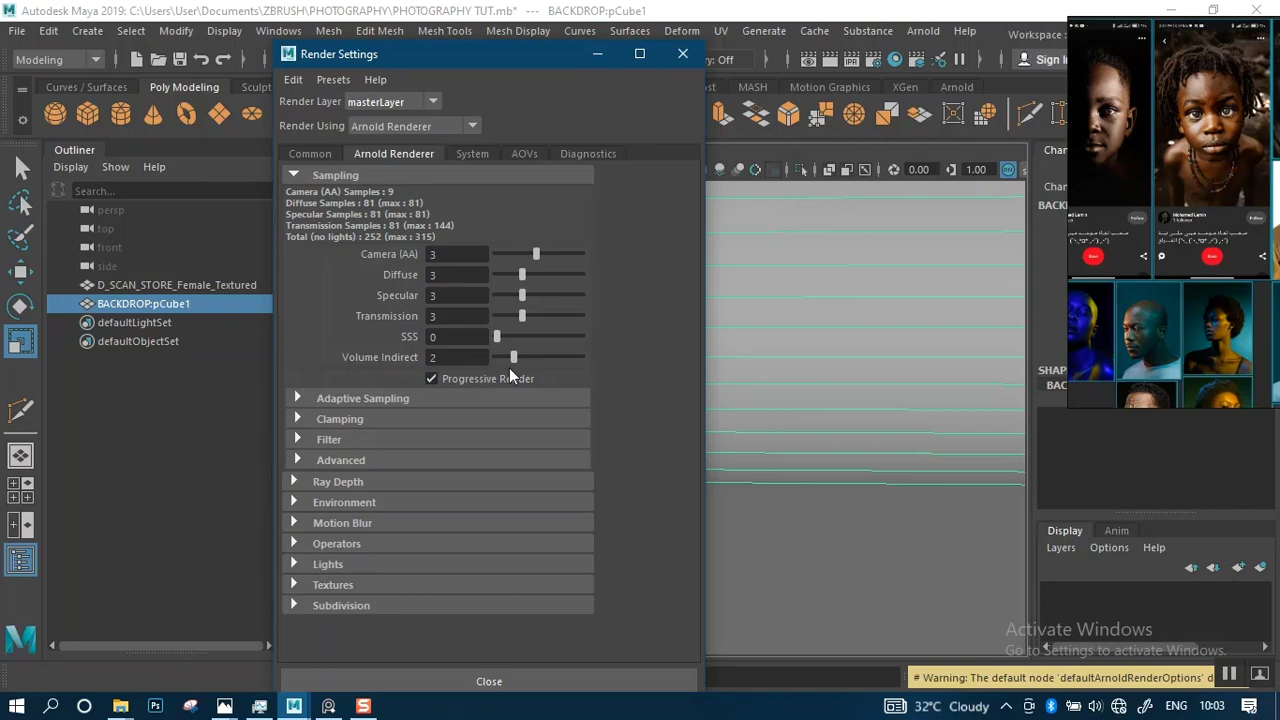 Autodesk Maya 2019: C:\Users\User\Documents\ZBRUSH\PHOTOGRAPHY\PHRAPGRAPHY\TUT.mb* --- BACKDROP:pCube1
File Edit Create Select Modify Display Windows Mesh Edit Mesh Mesh Tools Mesh Display Curves Surfaces Deform UV Generate Cache Substance Arnold Help Workspace :
Modeling
Sign In
Curves / Surfaces Poly Modeling Sculpt MASH Motion Graphics XGen Arnold
Render Settings
Edit Presets Help
Render Layer masterLayer
Render Using Arnold Renderer
Common Arnold Renderer System AOVs Diagnostics
Sampling
Camera (AA) Samples : 9
Diffuse Samples : 81 (max : 81)
Specular Samples : 81 (max : 81)
Transmission Samples : 81 (max : 144)
Total (no lights) : 252 (max : 315)
Camera (AA) 3
Diffuse 3
Specular 3
Transmission 3
SSS 0
Volume Indirect 2
Progressive Render
Adaptive Sampling
Clamping
Filter
Advanced
Ray Depth
Environment
Motion Blur
Operators
Lights
Textures
Subdivision
Close
Outliner
Display Show Help
Search...
persp
top
front
side
D_SCAN_STORE_Female_Textured
BACKDROP:pCube1
defaultLightSet
defaultObjectSet
0.00 1.00
Mohamed Lamin
Follow
Follow
Display Anim
Layers Options Help
Activate Windows
Go to Settings to activate Windows.
# Warning: The default node 'defaultArnoldRenderOptions' d
32°C Cloudy
ENG 10:03